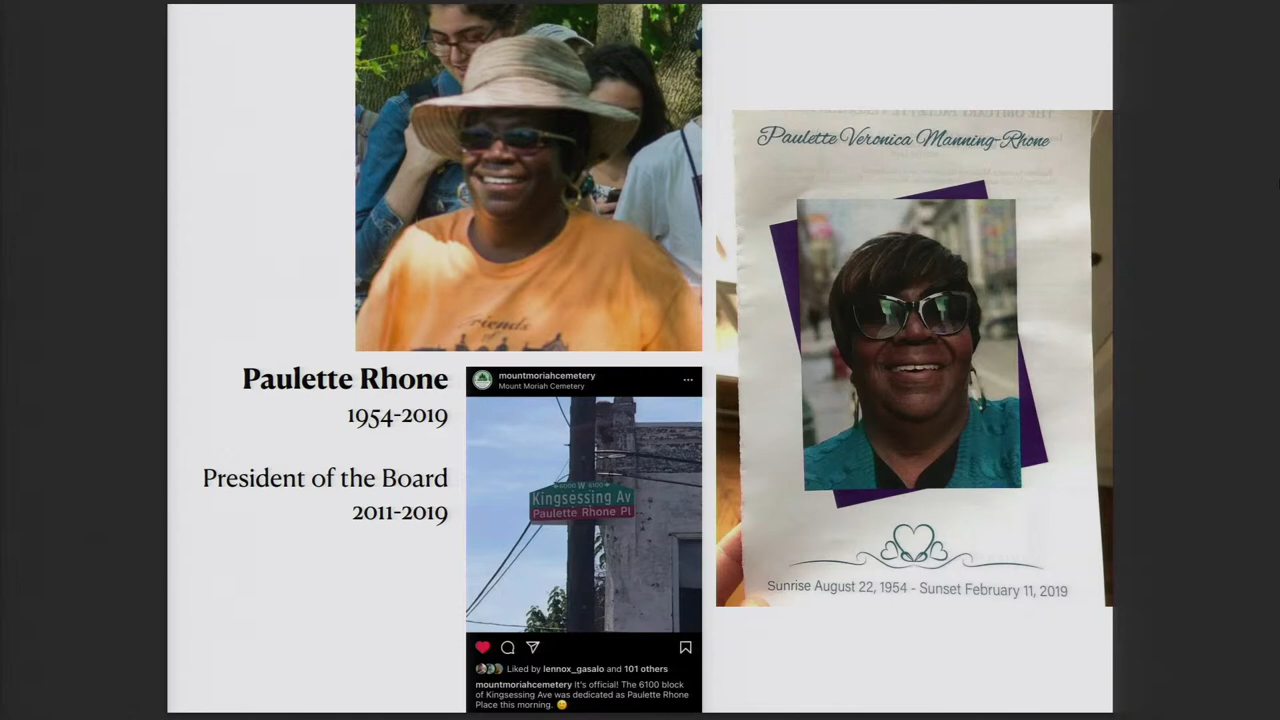 Friends
of
Paulette Rhone
1954-2019
President of the Board
2011-2019
mountmoriahcemetery
Mount Moriah Cemetery
Kingsessing Av
Paulette Rhone Pl
Liked by lennox_gasalo and 101 others
mountmoriahcemetery It's official! The 6100 block
of Kingsessing Ave was dedicated as Paulette Rhone
Place this morning. 🙂
Paulette Veronica Manning-Rhone
Sunrise August 22, 1954 - Sunset February 11, 2019